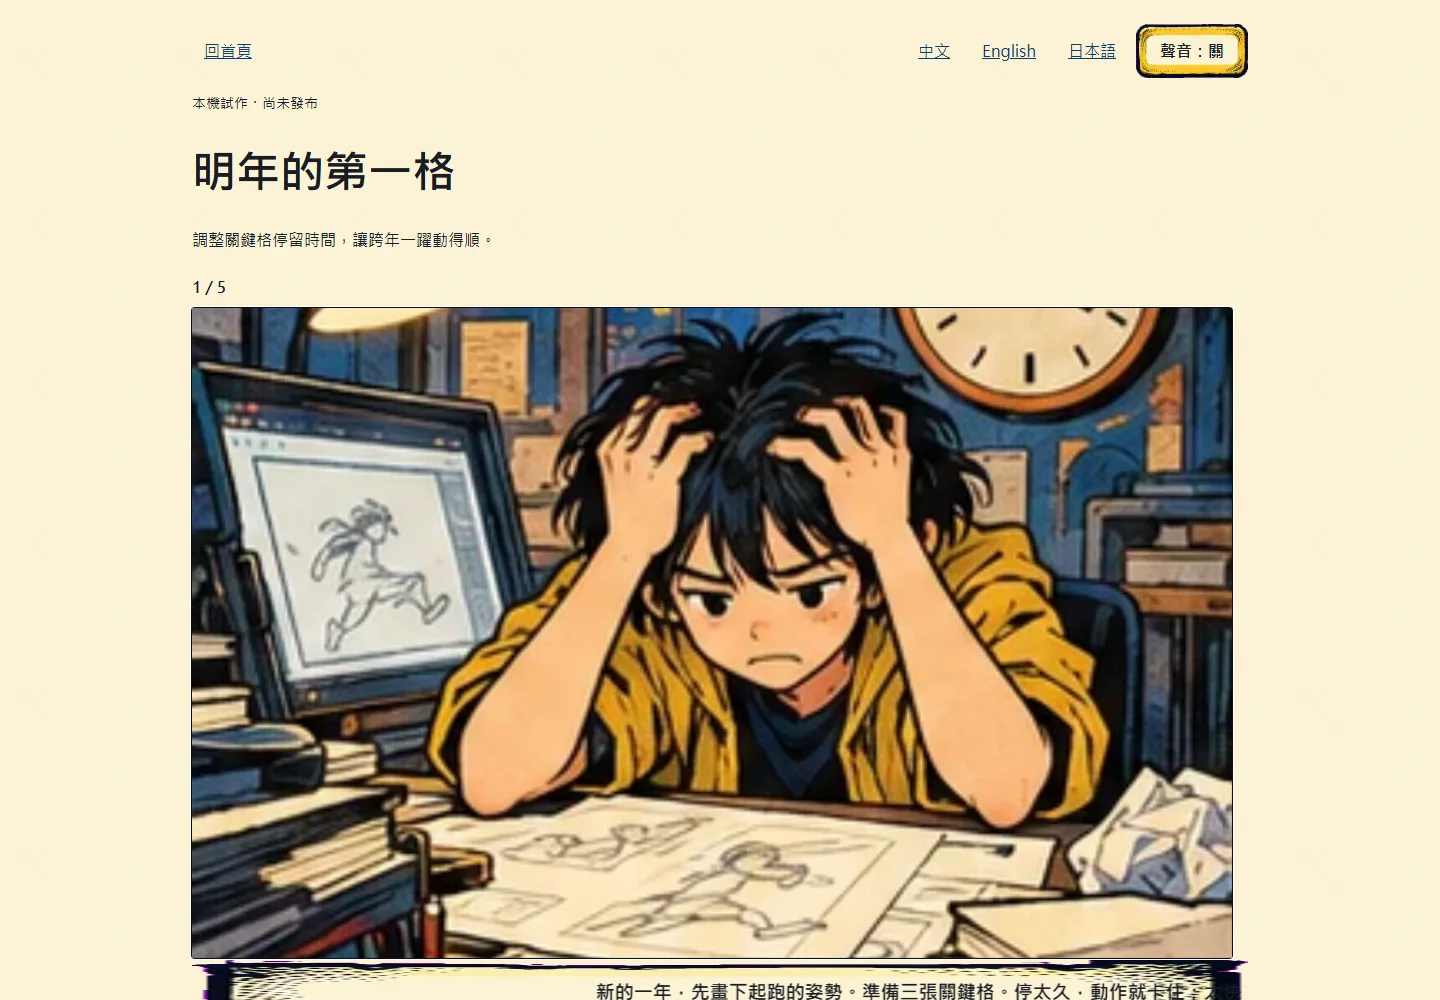 回首頁
中文
English
日本語
聲音：關
本機試作・尚未發布
明年的第一格
調整關鍵格停留時間，讓跨年一躍動得順。
1 / 5
新的一年，先畫下起跑的姿勢。準備三張關鍵格。停太久，動作就卡住；太